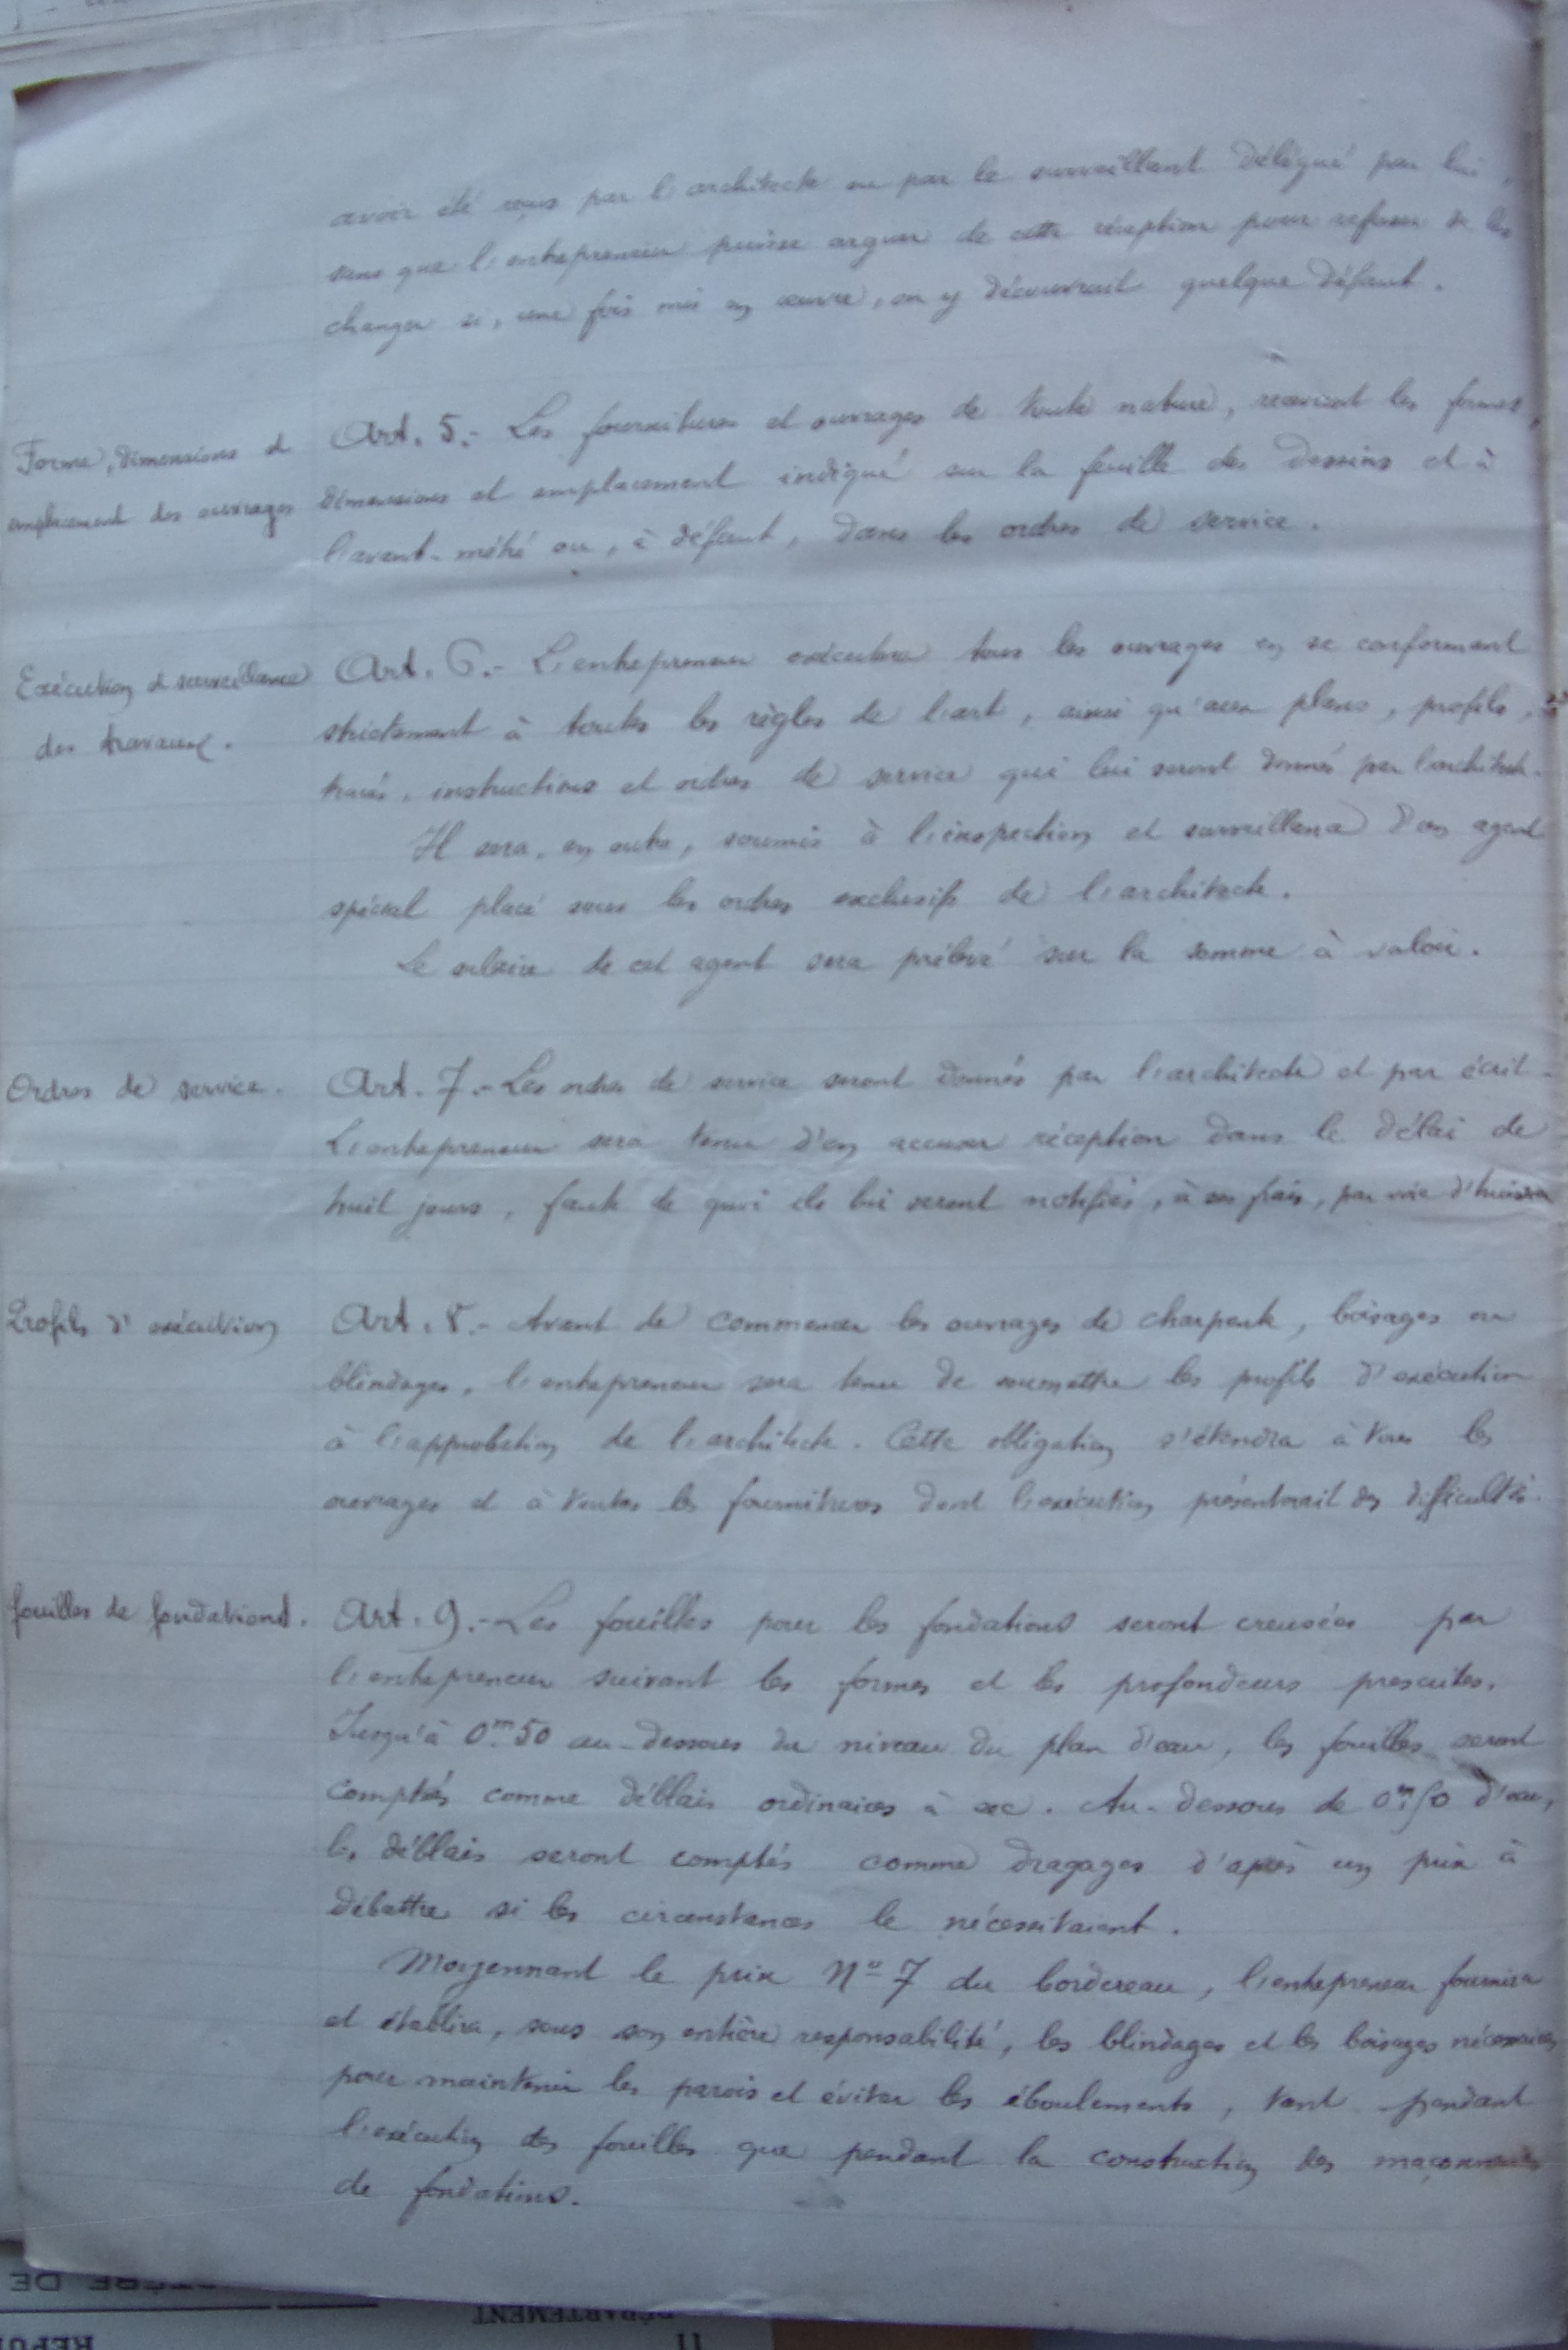 avoir été reçus par l'architecte ou par le surveillant délégué par lui,
sans que l'entrepreneur puisse arguer de cette réception pour refuser de les
changer si, une fois mis en œuvre, on y découvrait quelque défaut.
Forme, dimensions et
emplacement des ouvrages
Art. 5.- Les fournitures et ouvrages de toute nature, recevront les formes,
dimensions et emplacement indiqué sur la feuille des dessins et à
l'avant-métré ou, à défaut, dans les ordres de service.
Exécution et surveillance
des travaux.
Art. 6.- L'entrepreneur exécutera tous les ouvrages en se conformant
strictement à toutes les règles de l'art, ainsi qu'aux plans, profils,
tracés, instructions et ordres de service qui lui seront donnés par l'architecte.
Il sera, en outre, soumis à l'inspection et surveillance d'un agent
spécial placé sous les ordres exclusifs de l'architecte.
Le salaire de cet agent sera prélevé sur la somme à valoir.
Ordres de service.
Art. 7.- Les ordres de service seront donnés par l'architecte et par écrit.
L'entrepreneur sera tenu d'en accuser réception dans le délai de
huit jours, faute de quoi ils lui seront notifiés, à ses frais, par voie d'huissier
Profils d'exécution
Art. 8.- Avant de commencer les ouvrages de charpente, boisages ou
blindages, l'entrepreneur sera tenu de soumettre les profils d'exécution
à l'approbation de l'architecte. Cette obligation s'étendra à tous les
ouvrages et à toutes les fournitures dont l'exécution présenterait des difficultés.
fouilles de fondations.
Art. 9.- Les fouilles pour les fondations seront creusées par
l'entrepreneur suivant les formes et les profondeurs prescrites.
Jusqu'à 0m50 au-dessous du niveau du plan d'eau, les fouilles seront
comptées comme déblais ordinaires à sec. Au-dessous de 0m50 d'eau,
les déblais seront comptés comme dragages d'après un prix à
débattre si les circonstances le nécessitaient.
Moyennant le prix No 7 du bordereau, l'entrepreneur fournira
et établira, sous son entière responsabilité, les blindages et les boisages nécessaires
pour maintenir les parois et éviter les éboulements, tant pendant
l'exécution des fouilles que pendant la construction des maçonneries
de fondations.
DÉPARTEMENT